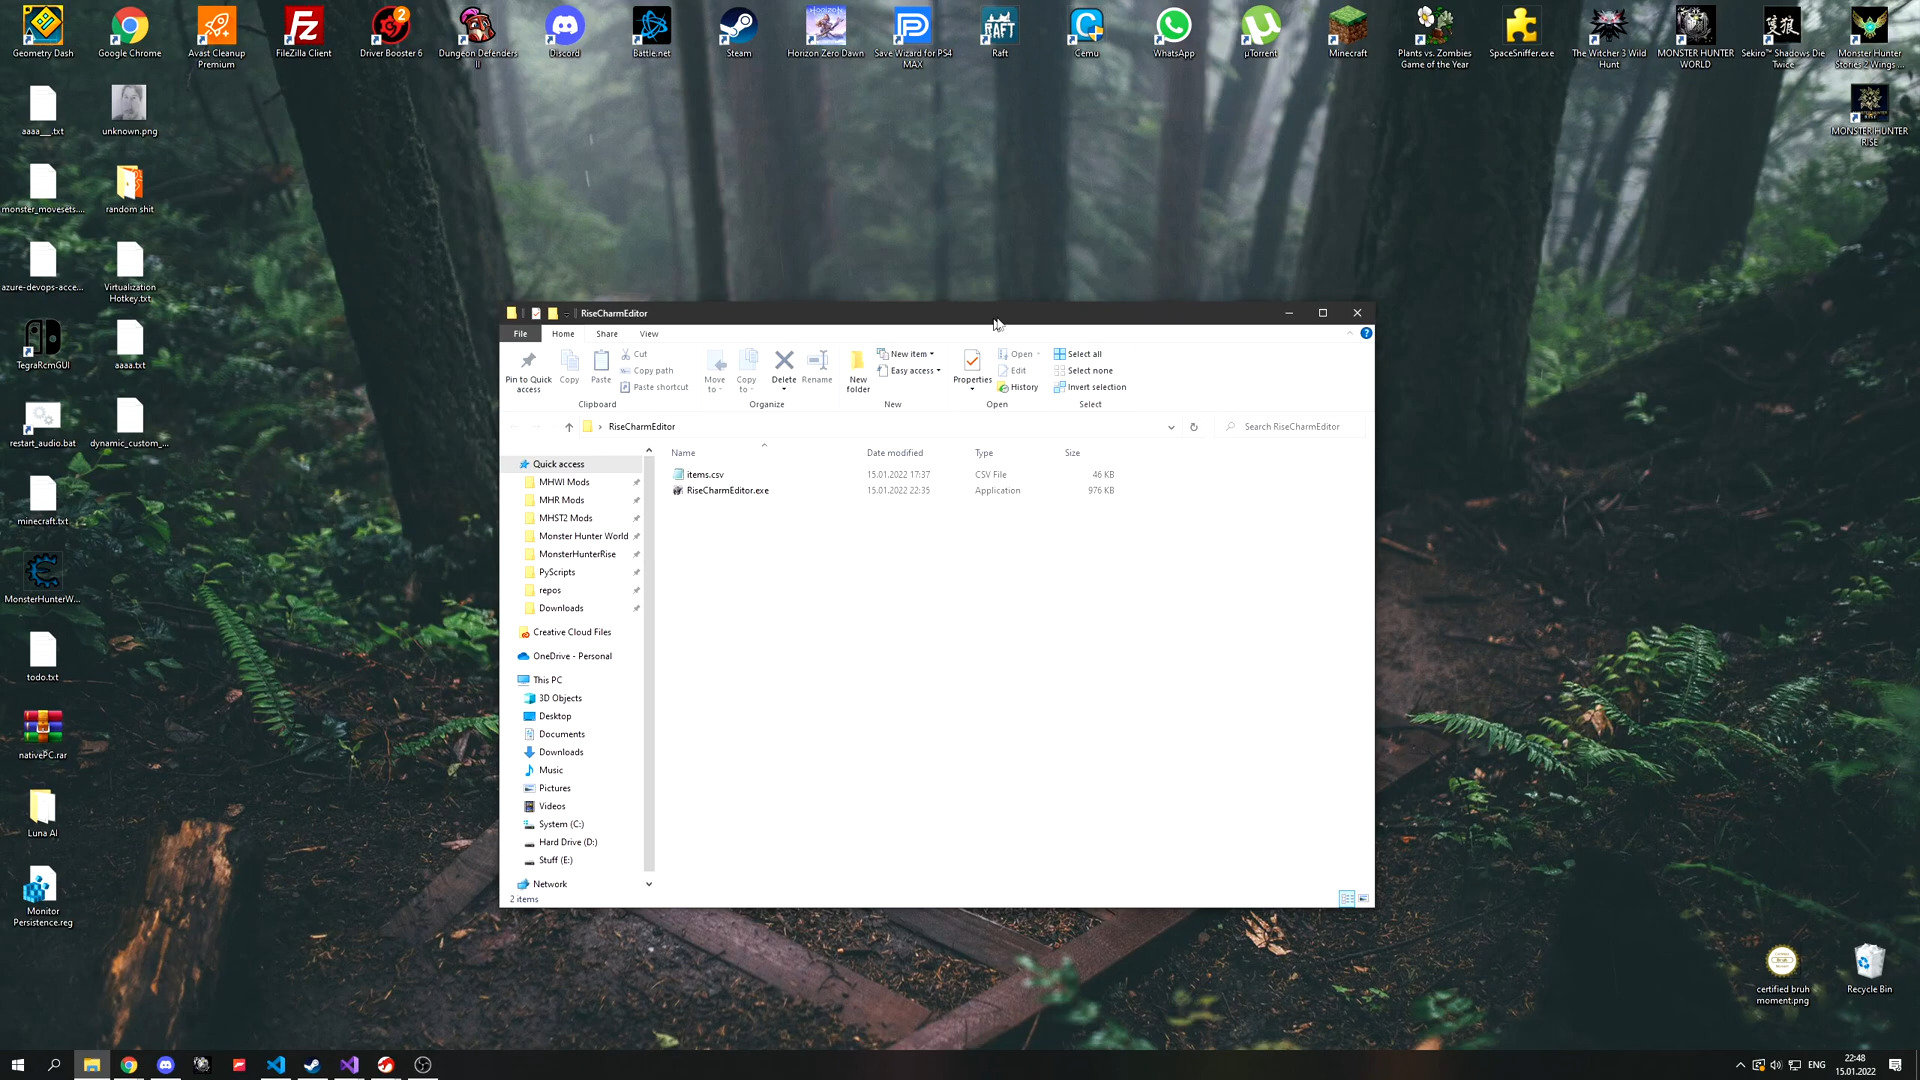 Geometry Dash
Google Chrome
Avast Cleanup
Premium
FileZilla Client
Driver Booster 6
2
Dungeon Defenders
II
Discord
Battle.net
Steam
Horizon Zero Dawn
Save Wizard for PS4
MAX
RAFT
Raft
Cemu
WhatsApp
µTorrent
Minecraft
Plants vs. Zombies
Game of the Year
SpaceSniffer.exe
The Witcher 3 Wild
Hunt
MONSTER HUNTER
WORLD
Sekiro™ Shadows Die
Twice
Monster Hunter
Stories 2 Wings ...
MONSTER HUNTER
RISE
aaaa___.txt
unknown.png
monster_movesets....
random shit
azure-devops-acce...
Virtualization
Hotkey.txt
TegraRcmGUI
aaaa.txt
restart_audio.bat
dynamic_custom_...
minecraft.txt
MonsterHunterW...
todo.txt
nativePC.rar
Luna AI
Monitor
Persistence.reg
RiseCharmEditor
File
Home
Share
View
Pin to Quick
access
Copy
Paste
Cut
Copy path
Paste shortcut
Clipboard
Move
to
Copy
to
Delete
Rename
Organize
New
folder
New item
Easy access
New
Properties
Open
Edit
History
Open
Select all
Select none
Invert selection
Select
RiseCharmEditor
Search RiseCharmEditor
Name
Date modified
Type
Size
items.csv
15.01.2022 17:37
CSV File
46 KB
RiseCharmEditor.exe
15.01.2022 22:35
Application
976 KB
Quick access
MHWI Mods
MHR Mods
MHST2 Mods
Monster Hunter World
MonsterHunterRise
PyScripts
repos
Downloads
Creative Cloud Files
OneDrive - Personal
This PC
3D Objects
Desktop
Documents
Downloads
Music
Pictures
Videos
System (C:)
Hard Drive (D:)
Stuff (E:)
Network
2 items
certified bruh
moment.png
Recycle Bin
ENG
22:48
15.01.2022